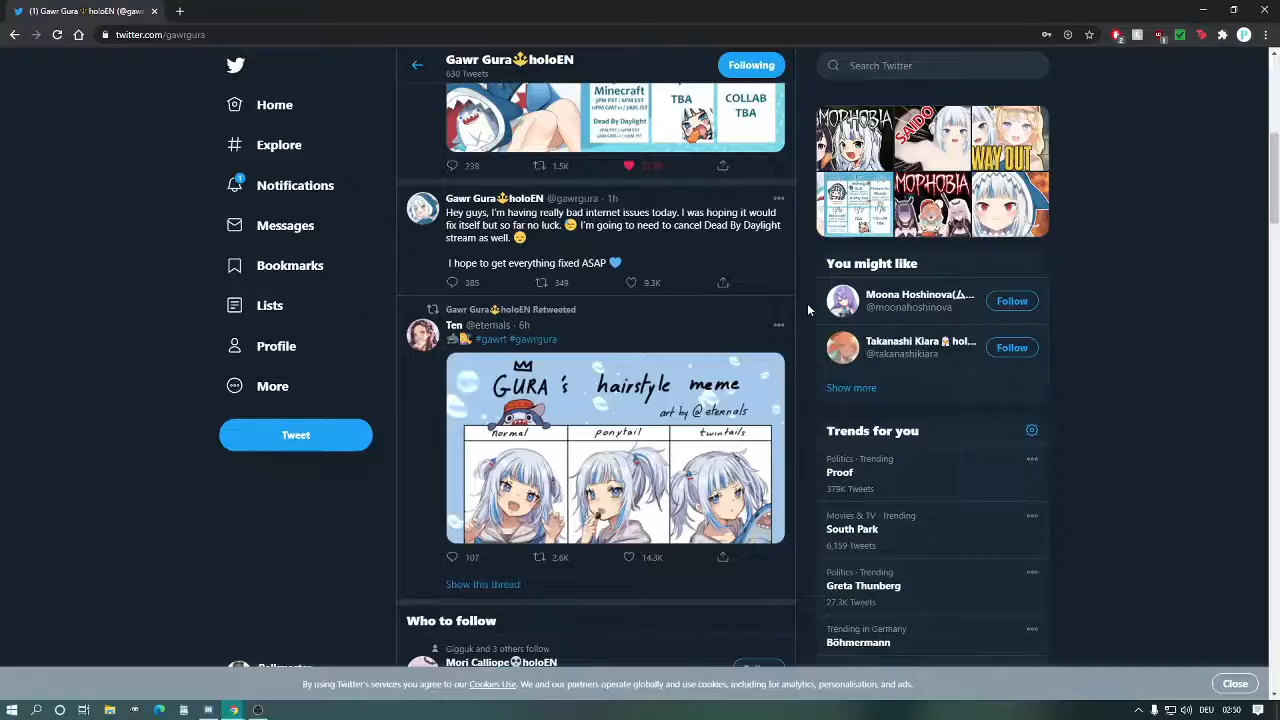 (1) Gawr Gura🔱holoEN (@gawr
twitter.com/gawrgura
Home
Explore
1
Notifications
Messages
Bookmarks
Lists
Profile
More
Tweet
Gawr Gura🔱holoEN
630 Tweets
Following
Minecraft
Dead By Daylight
TBA
COLLAB
TBA
238
1.5K
Gawr Gura🔱holoEN @gawrgura · 1h
Hey guys, I'm having really bad internet issues today. I was hoping it would
fix itself but so far no luck. 😥 I'm going to need to cancel Dead By Daylight
stream as well. 😔
I hope to get everything fixed ASAP 💙
385
349
9.3K
Gawr Gura🔱holoEN Retweeted
Ten @eternals · 6h
#gawrt #gawrgura
GURA's hairstyle meme
art by @eternals
normal
ponytail
twintails
107
2.6K
14.3K
Show this thread
Who to follow
Gigguk and 3 others follow
Mori Calliope💀holoEN
Search Twitter
MOPHOBIA
SAIDO
WAY OUT
MOPHOBIA
You might like
Moona Hoshinova(ム...
@moonahoshinova
Follow
Takanashi Kiara hol...
@takanashikiara
Follow
Show more
Trends for you
Politics · Trending
Proof
379K Tweets
Movies & TV · Trending
South Park
6,159 Tweets
Politics · Trending
Greta Thunberg
27.3K Tweets
Trending in Germany
Böhmermann
By using Twitter's services you agree to our Cookies Use. We and our partners operate globally and use cookies, including for analytics, personalisation, and ads.
Close
DEU
02:50